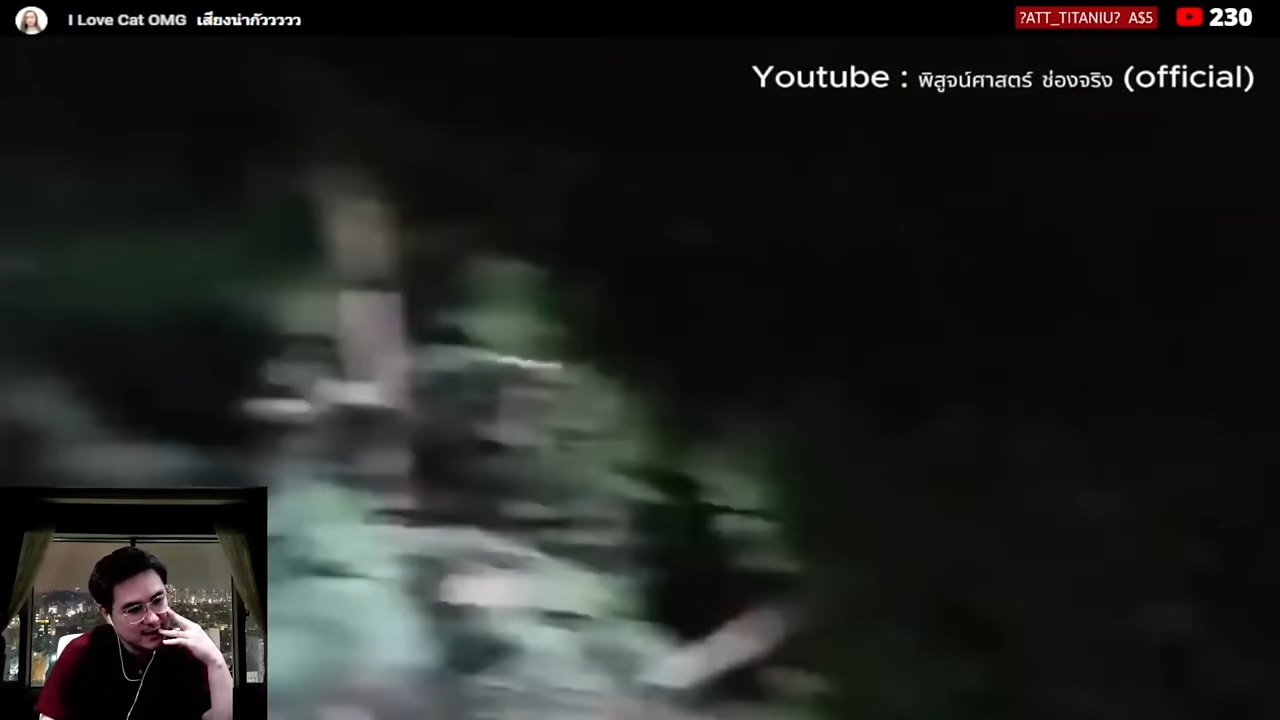 I Love Cat OMG เสียงน่ากัววววว
?ATT_TITANIU? A$5
230
Youtube : พิสูจน์ศาสตร์ ช่องจริง (official)